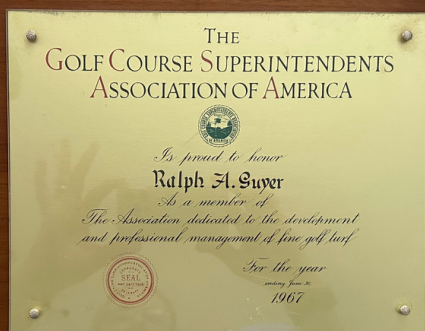 THE
GOLF COURSE SUPERINTENDENTS
ASSOCIATION OF AMERICA
Is proud to honor
Ralph A. Guyer
As a member of
The Association dedicated to the development
and professional management of fine golf turf
For the year
ending June 30,
1967
SEAL